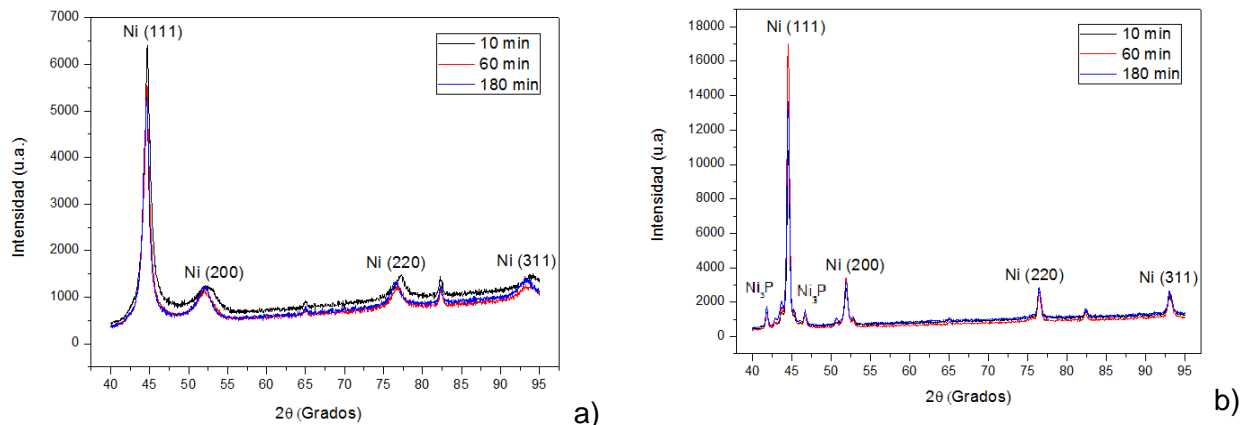 Ni (111)
10 min
60 min
180 min
Ni (200)
Ni (220)
Ni (311)
Intensidad (u.a.)
7000
6000
5000
4000
3000
2000
1000
0
40 45 50 55 60 65 70 75 80 85 90 95
2θ (Grados)
a)
Ni (111)
10 min
60 min
180 min
Ni₃P
Ni₃P
Ni (200)
Ni (220)
Ni (311)
Intensidad (u.a)
18000
16000
14000
12000
10000
8000
6000
4000
2000
0
40 45 50 55 60 65 70 75 80 85 90 95
2θ (Grados)
b)